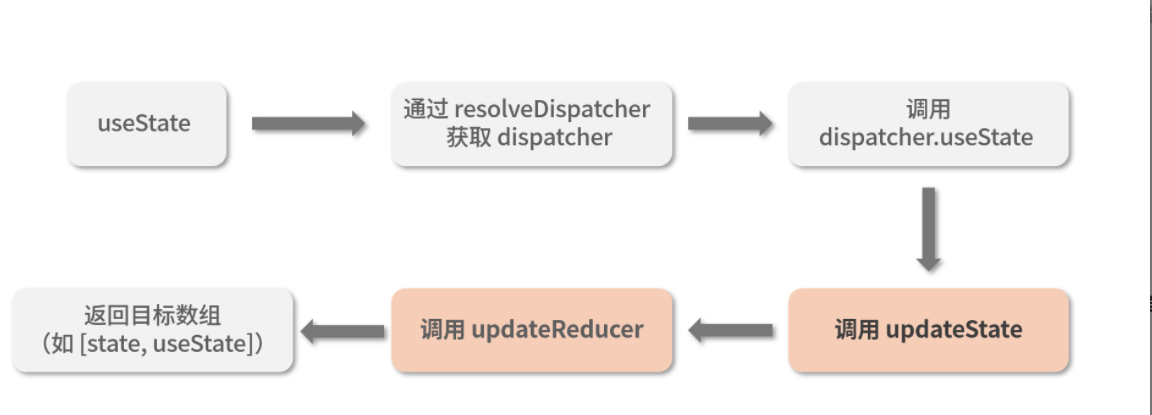 useState
通过 resolveDispatcher
获取 dispatcher
调用
dispatcher.useState
调用 updateState
调用 updateReducer
返回目标数组
（如 [state, useState]）